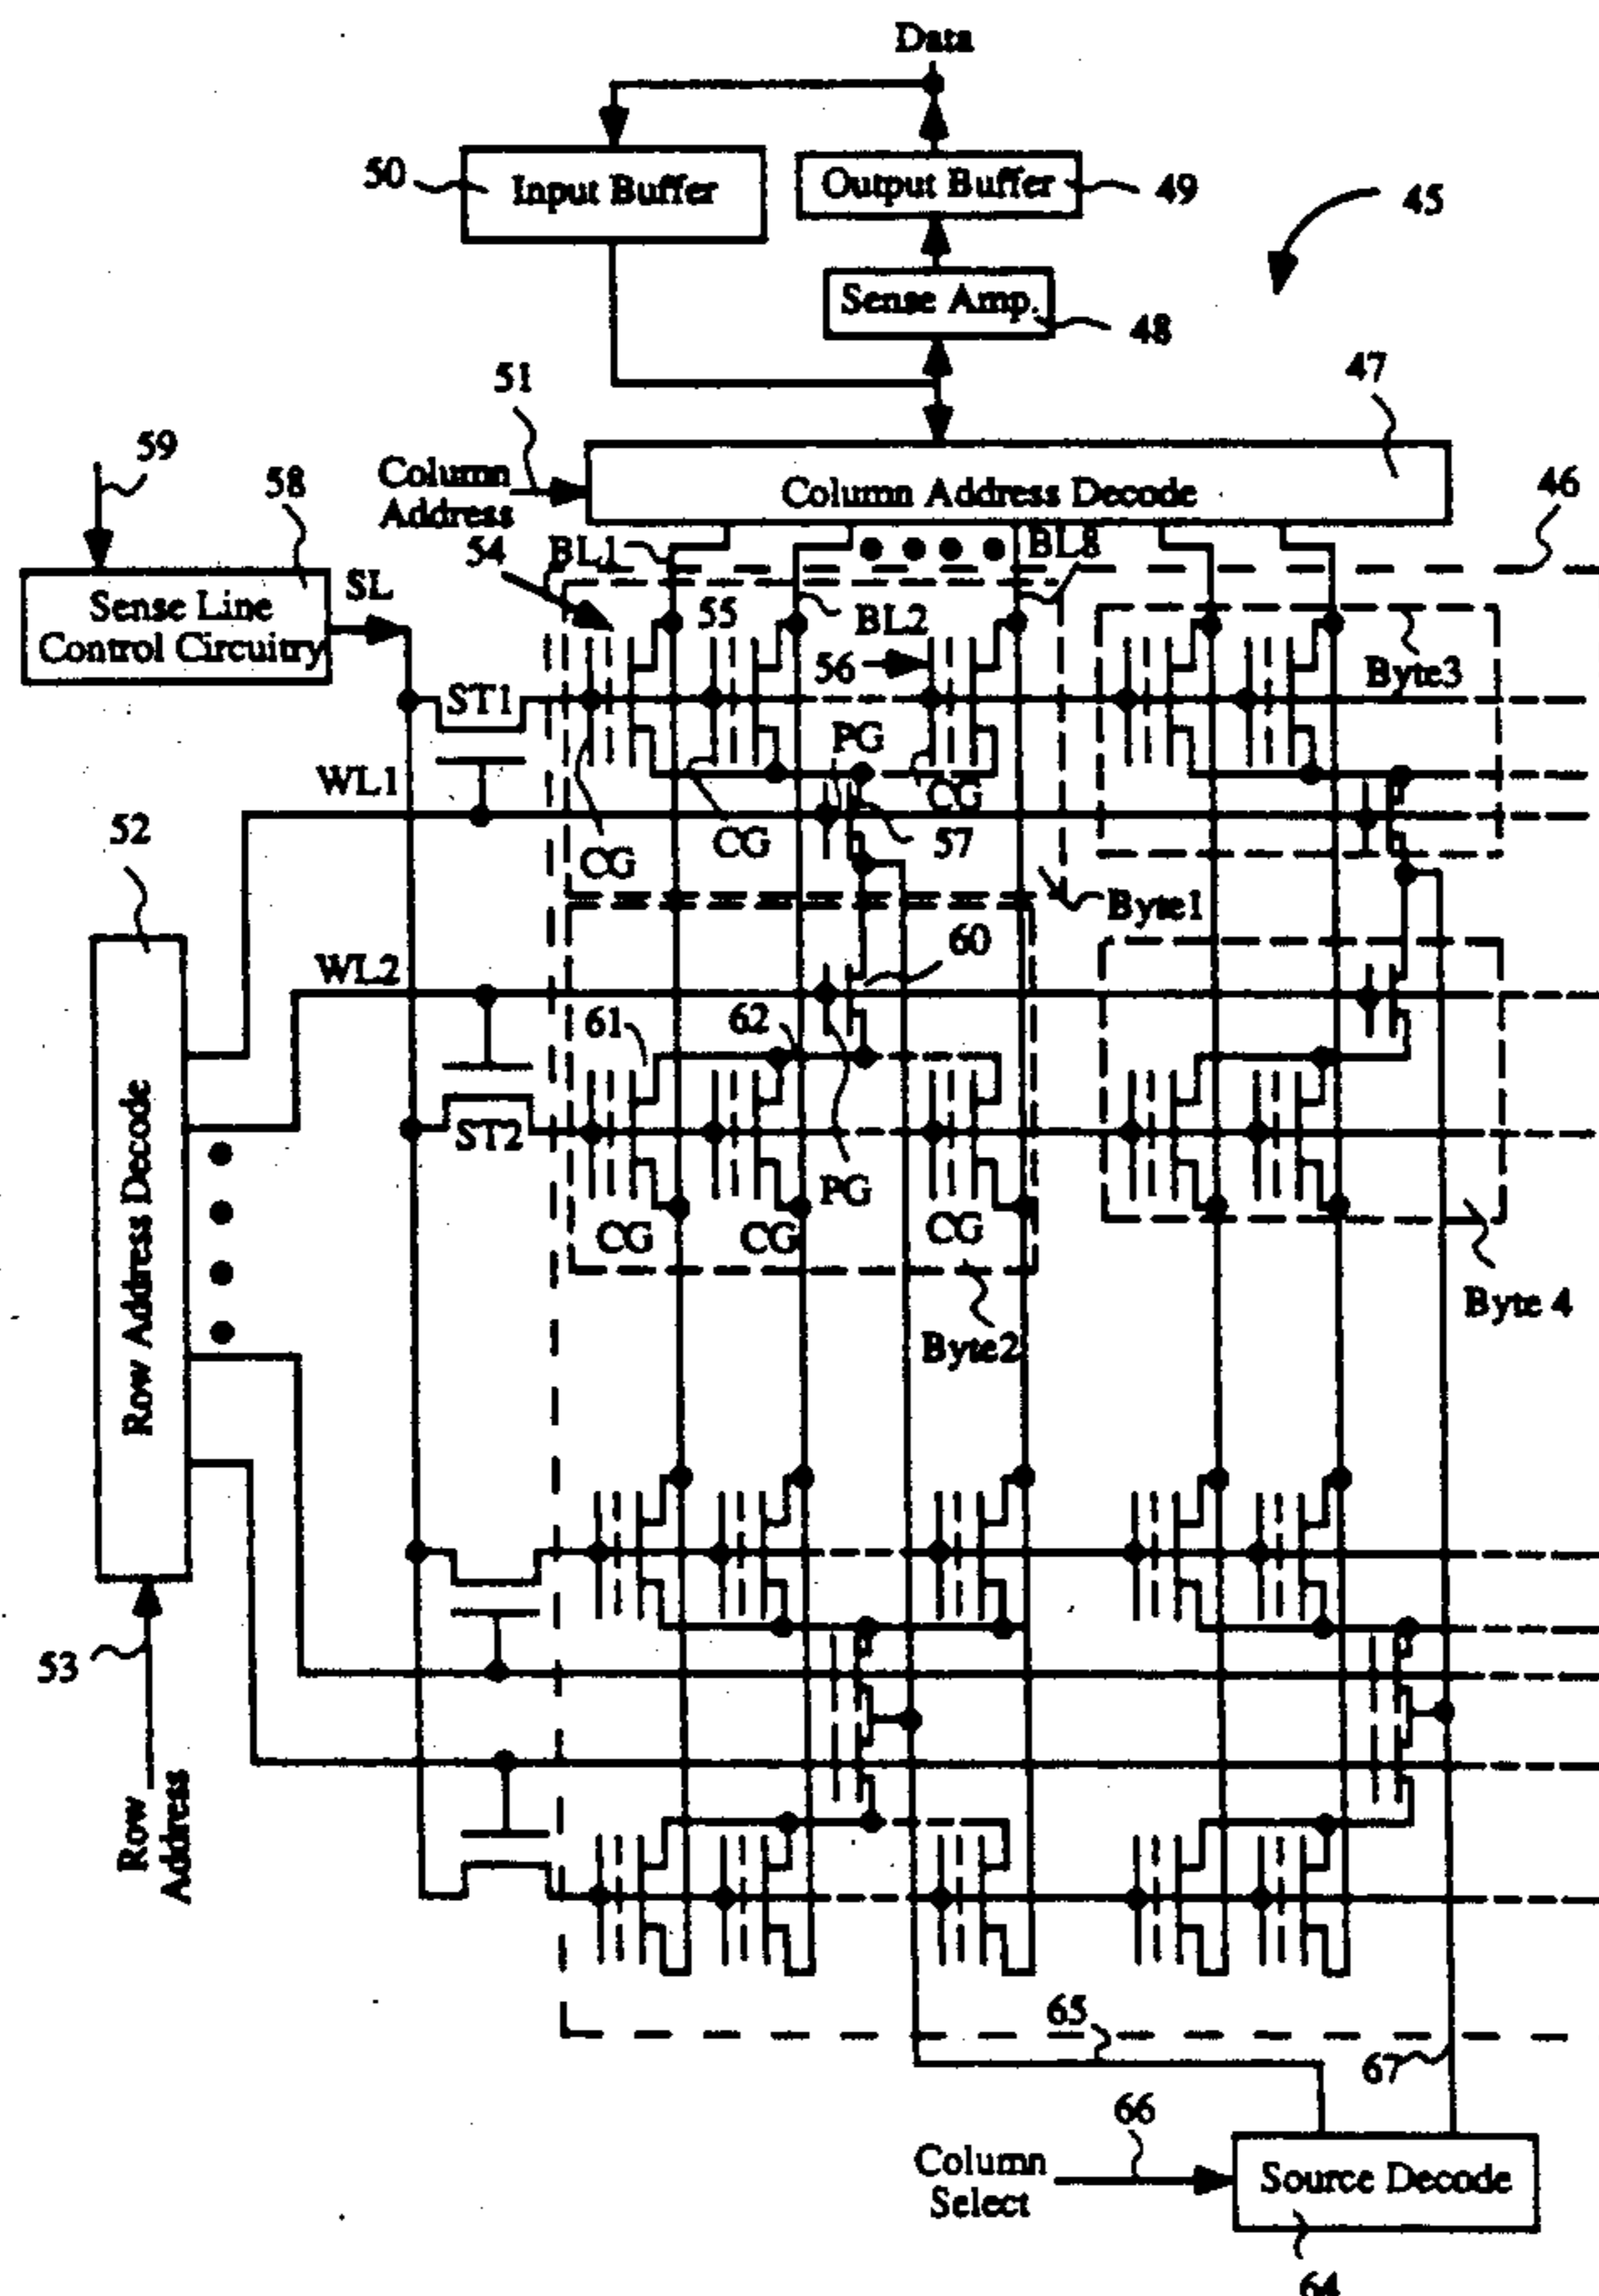 Data
50
Input Buffer
Output Buffer
49
45
Sense Amp.
48
51
47
59
58
Column
Address
Column Address Decode
46
54
BL1
BL8
Sense Line
Control Circuitry
SL
55
BL2
56
Byte3
ST1
PG
CG
WL1
52
CG
CG
57
Byte1
WL2
60
61
62
ST2
PG
CG
CG
CG
Row Address Decode
Byte2
Byte 4
53
Row
Address
65
67
66
Column
Select
Source Decode
64